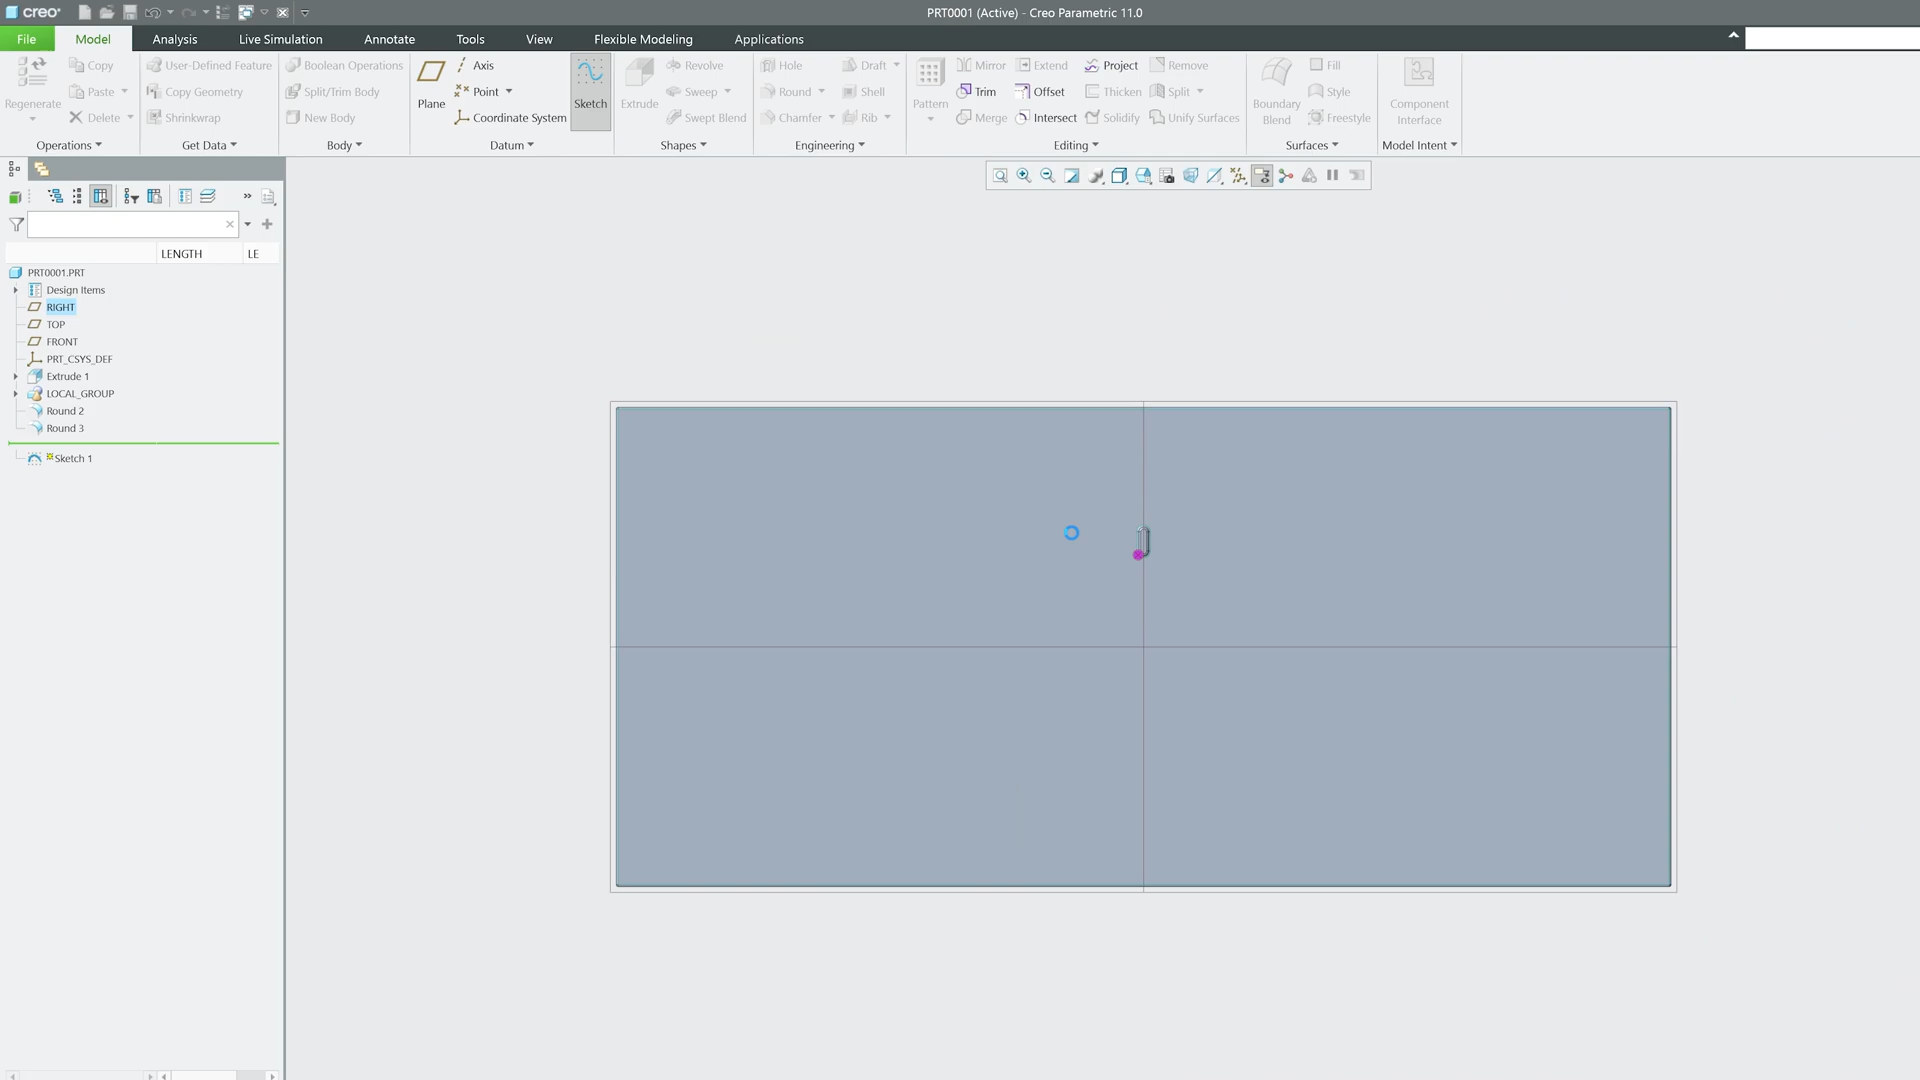 creo
PRT0001 (Active) - Creo Parametric 11.0
File Model Analysis Live Simulation Annotate Tools View Flexible Modeling Applications
Regenerate
Copy
Paste
Delete
Operations
User-Defined Feature
Copy Geometry
Shrinkwrap
Get Data
Boolean Operations
Split/Trim Body
New Body
Body
Plane
Axis
Point
Coordinate System
Sketch
Datum
Extrude
Revolve
Sweep
Swept Blend
Shapes
Hole
Round
Chamfer
Draft
Shell
Rib
Engineering
Pattern
Mirror
Trim
Merge
Extend
Offset
Intersect
Project
Thicken
Solidify
Remove
Split
Unify Surfaces
Editing
Boundary
Blend
Fill
Style
Freestyle
Surfaces
Component
Interface
Model Intent
LENGTH LE
PRT0001.PRT
Design Items
RIGHT
TOP
FRONT
PRT_CSYS_DEF
Extrude 1
LOCAL_GROUP
Round 2
Round 3
Sketch 1